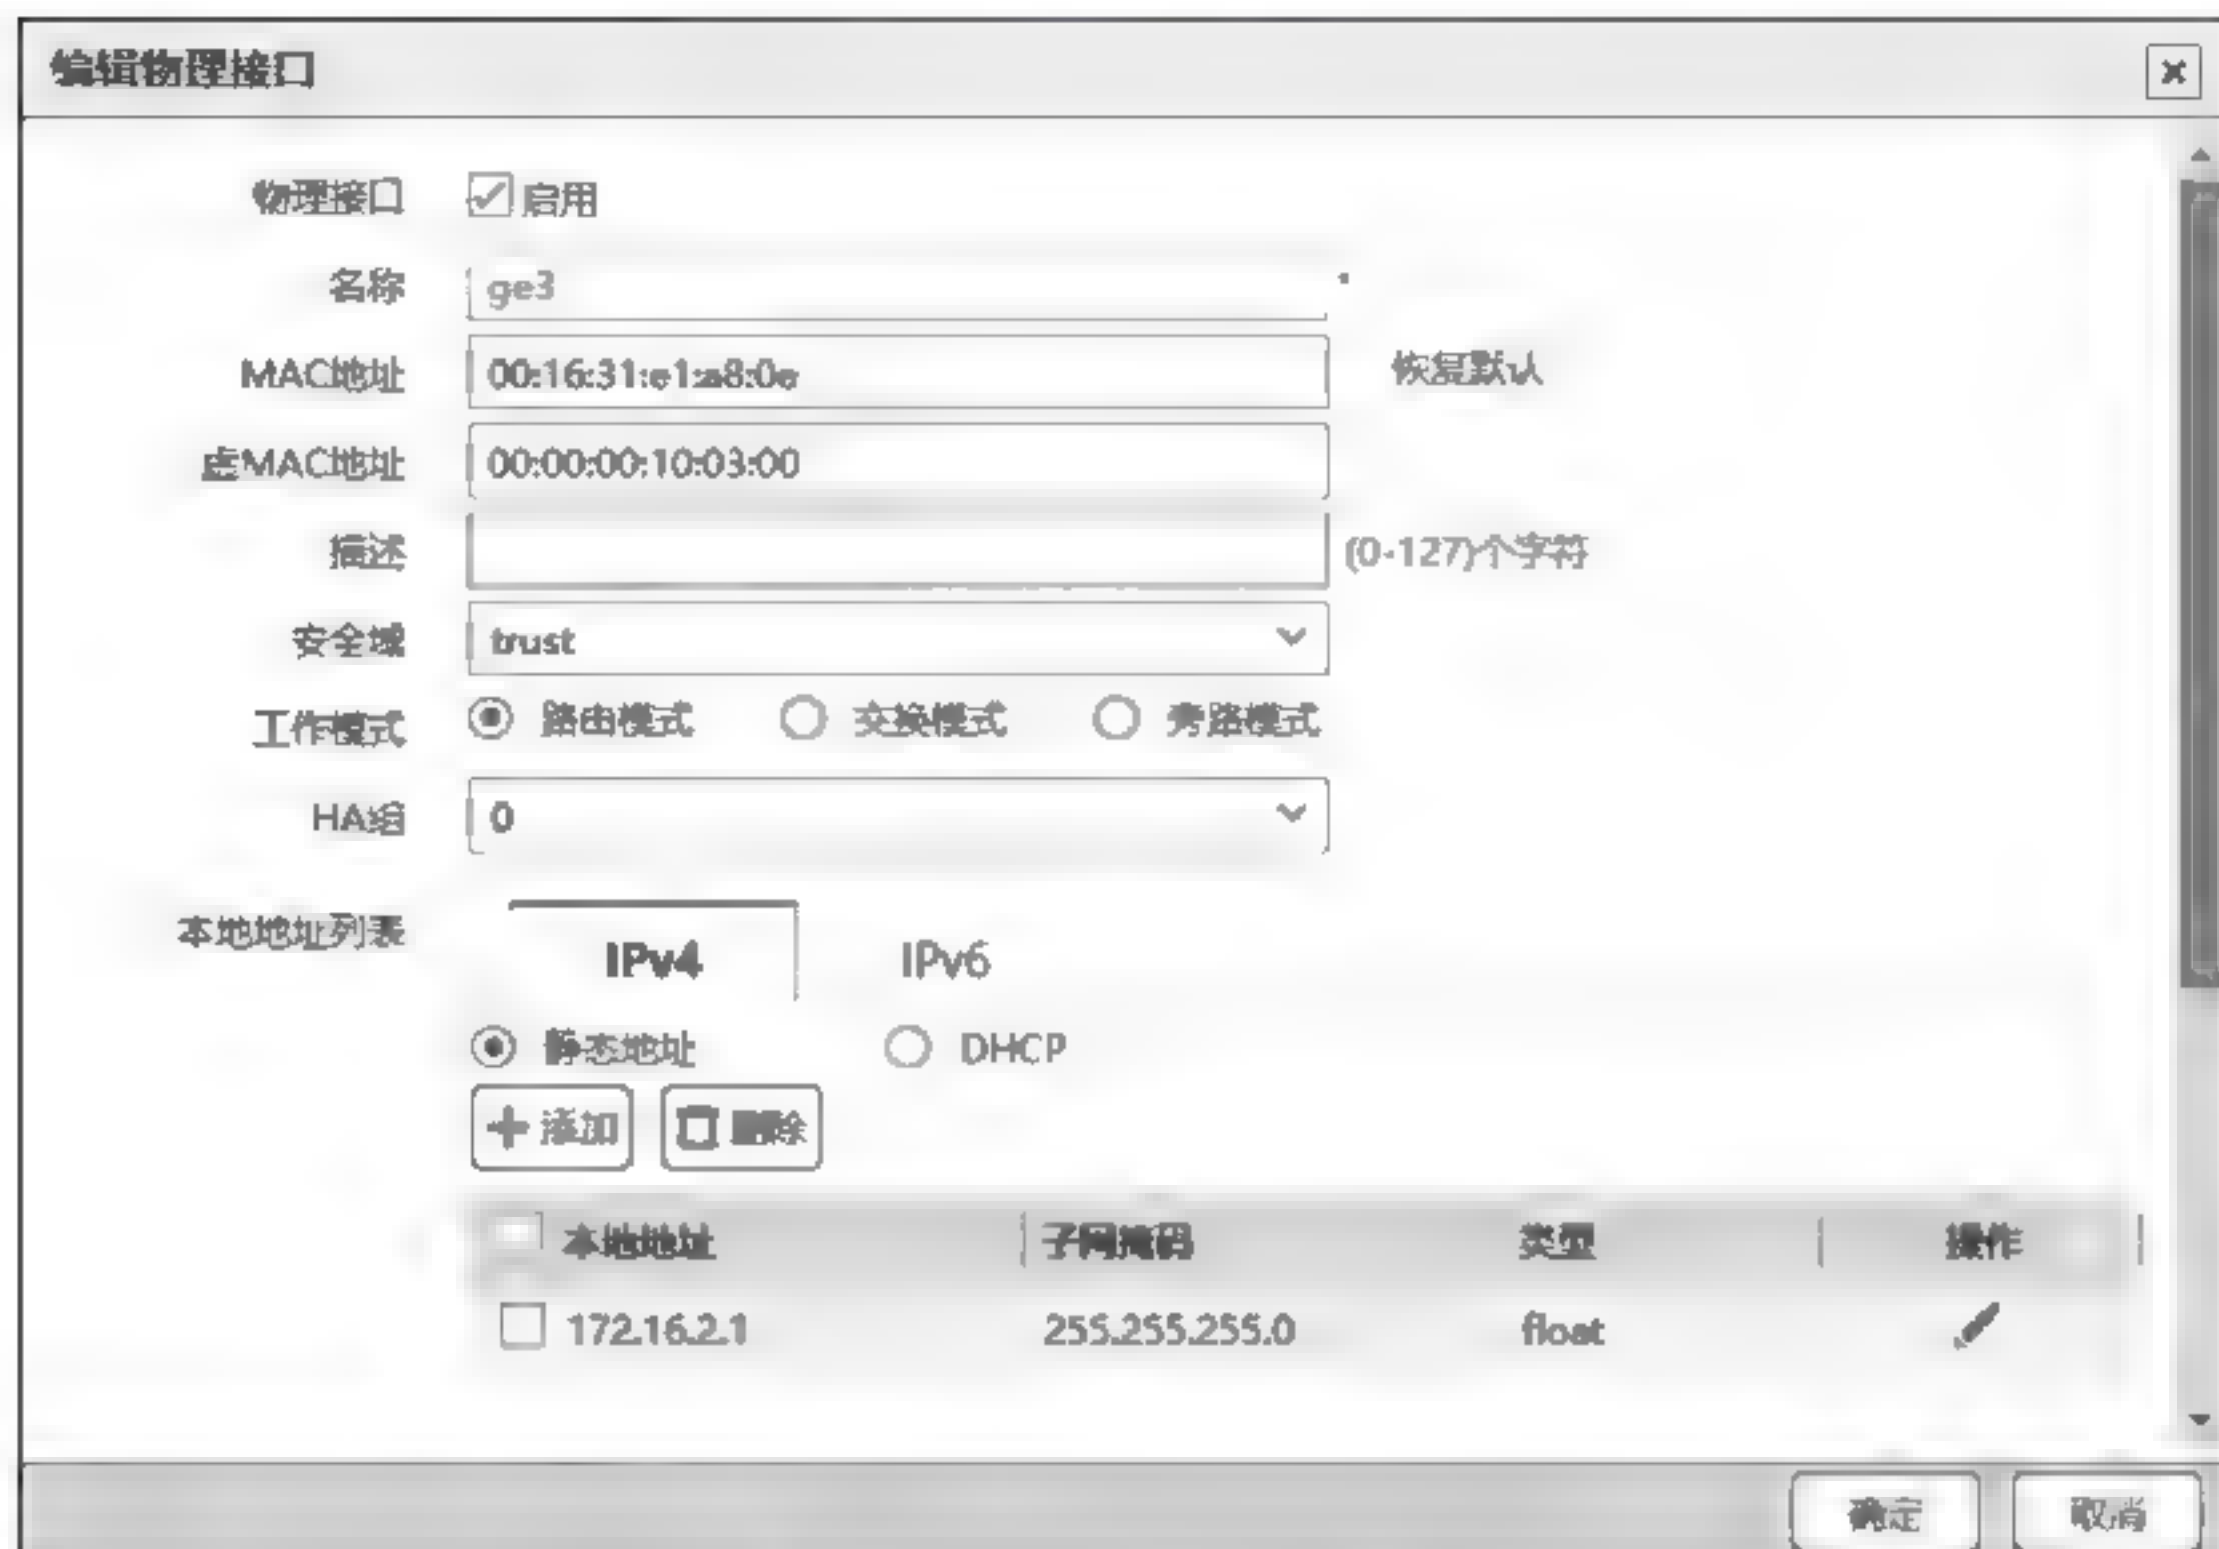 编辑物理接口
物理接口 启用
名称 ge3 *
MAC地址 00:16:31:e1:a8:0e 恢复默认
虚MAC地址 00:00:00:10:03:00
描述 (0-127)个字符
安全域 trust
工作模式 路由模式 交换模式 旁路模式
HA组 0
本地地址列表 IPv4 IPv6
静态地址 DHCP
添加 删除
本地地址 子网掩码 类型 操作
172.16.2.1 255.255.255.0 float
确定 取消